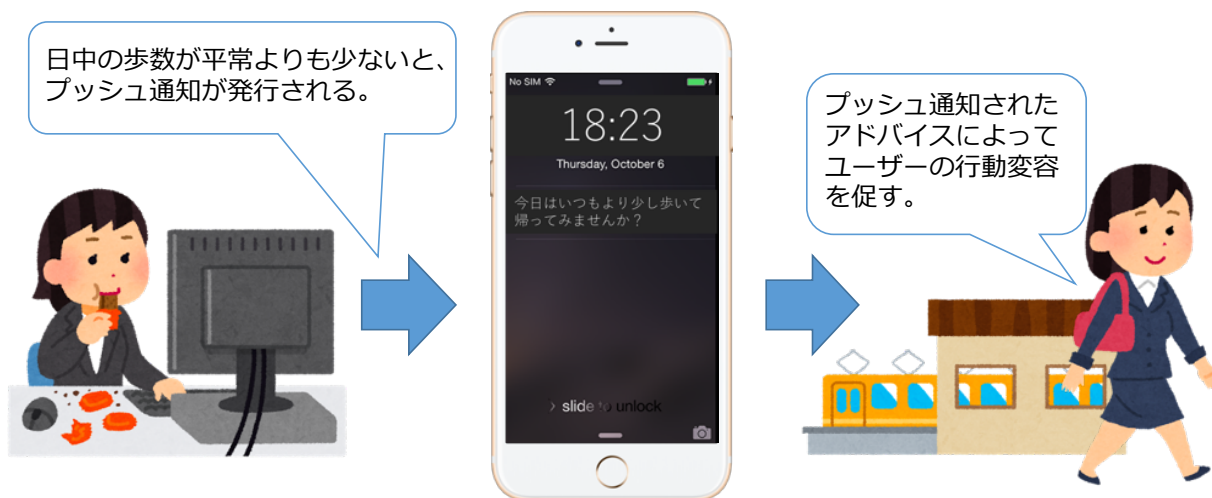 日中の歩数が平常よりも少ないと、
プッシュ通知が発行される。
No SIM
18:23
Thursday, October 6
今日はいつもより少し歩いて
帰ってみませんか？
> slide to unlock
プッシュ通知された
アドバイスによって
ユーザーの行動変容
を促す。